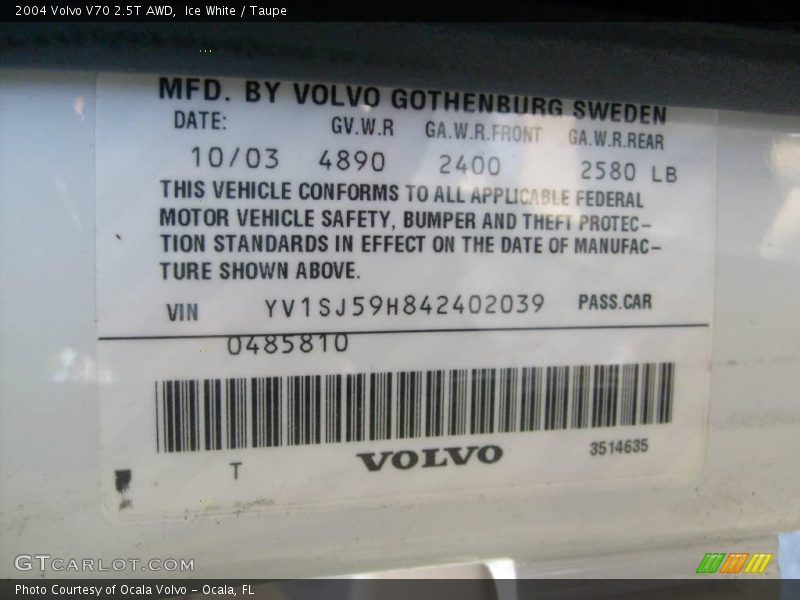 2004 Volvo V70 2.5T AWD,  Ice White / Taupe
MFD. BY VOLVO GOTHENBURG SWEDEN
DATE: GV.W.R GA.W.R.FRONT GA.W.R.REAR
10/03 4890 2400 2580 LB
THIS VEHICLE CONFORMS TO ALL APPLICABLE FEDERAL
MOTOR VEHICLE SAFETY, BUMPER AND THEFT PROTEC-
TION STANDARDS IN EFFECT ON THE DATE OF MANUFAC-
TURE SHOWN ABOVE.
VIN YV1SJ59H842402039 PASS.CAR
0485810
T VOLVO 3514635
GTCARLOT.COM
Photo Courtesy of Ocala Volvo - Ocala, FL